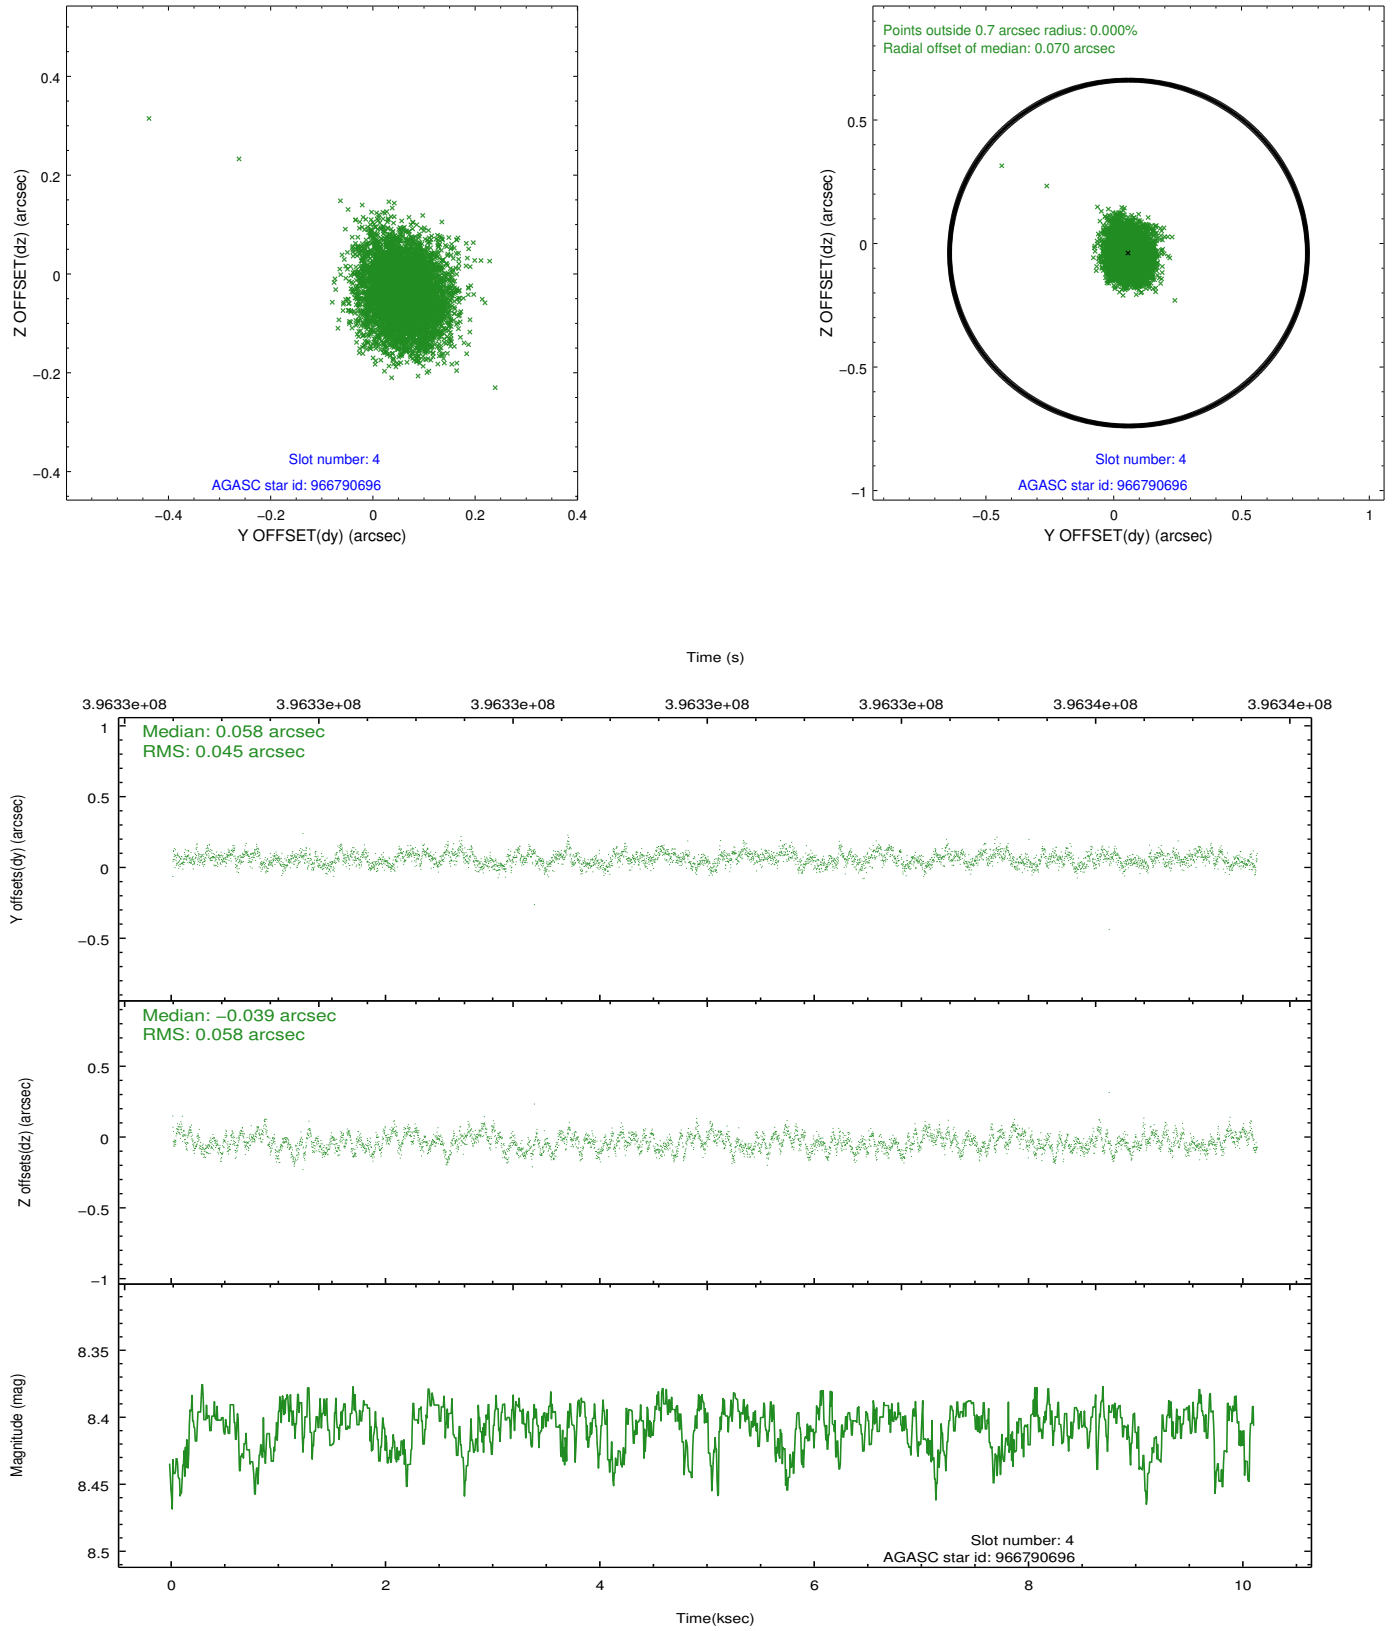 0.4
0.2
0
−0.2
−0.4
Z OFFSET(dz) (arcsec)
Slot number: 4
AGASC star id: 966790696
−0.4
−0.2
0
0.2
0.4
Y OFFSET(dy) (arcsec)
Points outside 0.7 arcsec radius: 0.000%
Radial offset of median: 0.070 arcsec
0.5
0
−0.5
−1
Z OFFSET(dz) (arcsec)
Slot number: 4
AGASC star id: 966790696
−0.5
0
0.5
1
Y OFFSET(dy) (arcsec)
Time (s)
3.9633e+08
3.9633e+08
3.9633e+08
3.9633e+08
3.9633e+08
3.9634e+08
3.9634e+08
Median: 0.058 arcsec
RMS: 0.045 arcsec
1
0.5
0
−0.5
Y offsets(dy) (arcsec)
Median: −0.039 arcsec
RMS: 0.058 arcsec
0.5
0
−0.5
−1
Z offsets(dz) (arcsec)
8.35
8.4
8.45
8.5
Magnitude (mag)
Slot number: 4
AGASC star id: 966790696
0
2
4
6
8
10
Time(ksec)